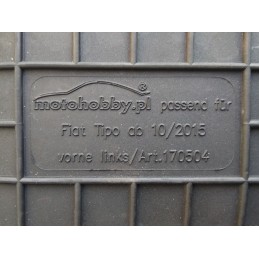 motohobby.pl® passend für
Fiat Tipo ab 10/2015
vorne links/Art.170504